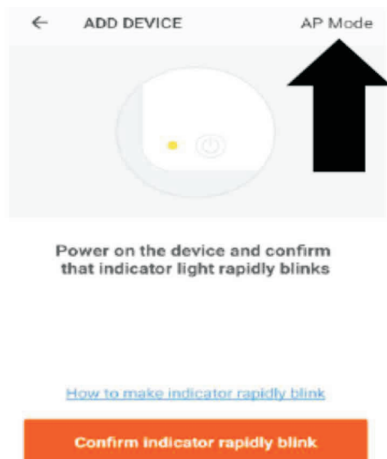 ← ADD DEVICE AP Mode
Power on the device and confirm
that indicator light rapidly blinks
How to make indicator rapidly blink
Confirm indicator rapidly blink